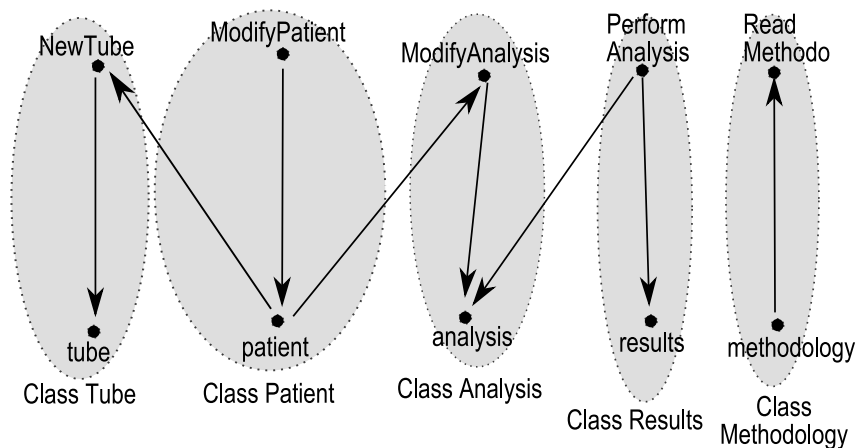 NewTube
ModifyPatient
ModifyAnalysis
Perform
Analysis
Read
Methodo
tube
patient
analysis
results
methodology
Class Tube
Class Patient
Class Analysis
Class Results
Class
Methodology